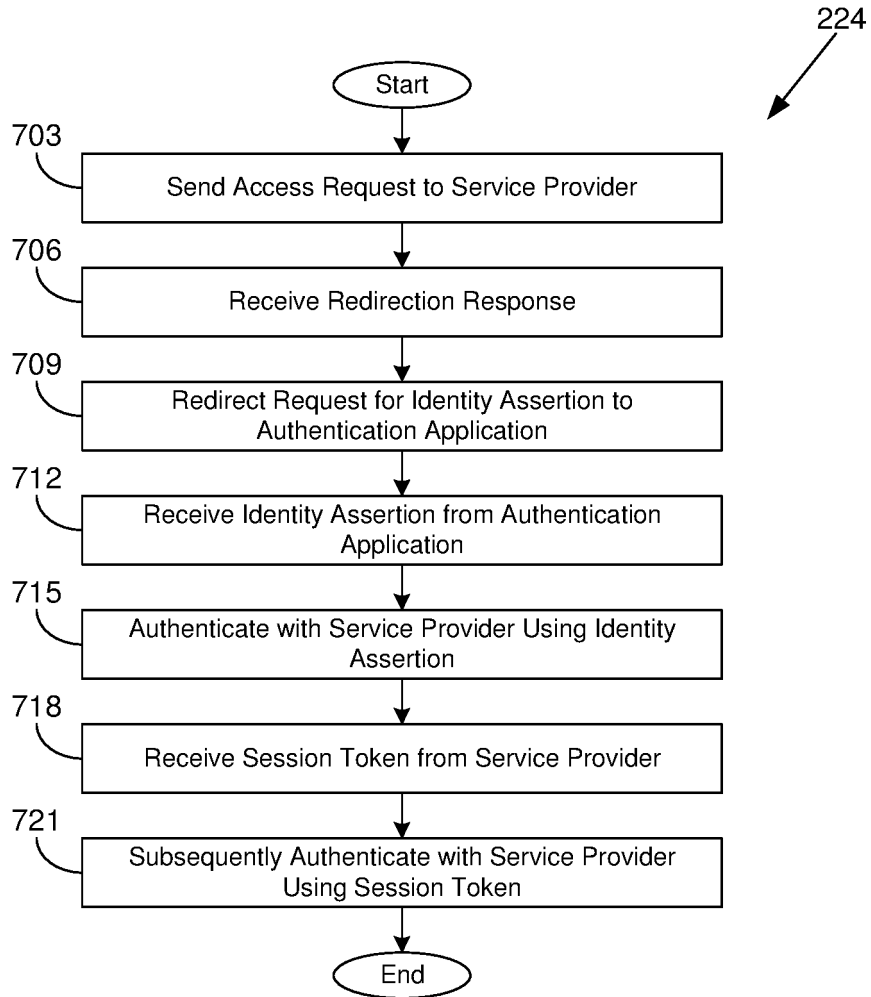 224
Start
703
Send Access Request to Service Provider
706
Receive Redirection Response
709
Redirect Request for Identity Assertion to
Authentication Application
712
Receive Identity Assertion from Authentication
Application
715
Authenticate with Service Provider Using Identity
Assertion
718
Receive Session Token from Service Provider
721
Subsequently Authenticate with Service Provider
Using Session Token
End